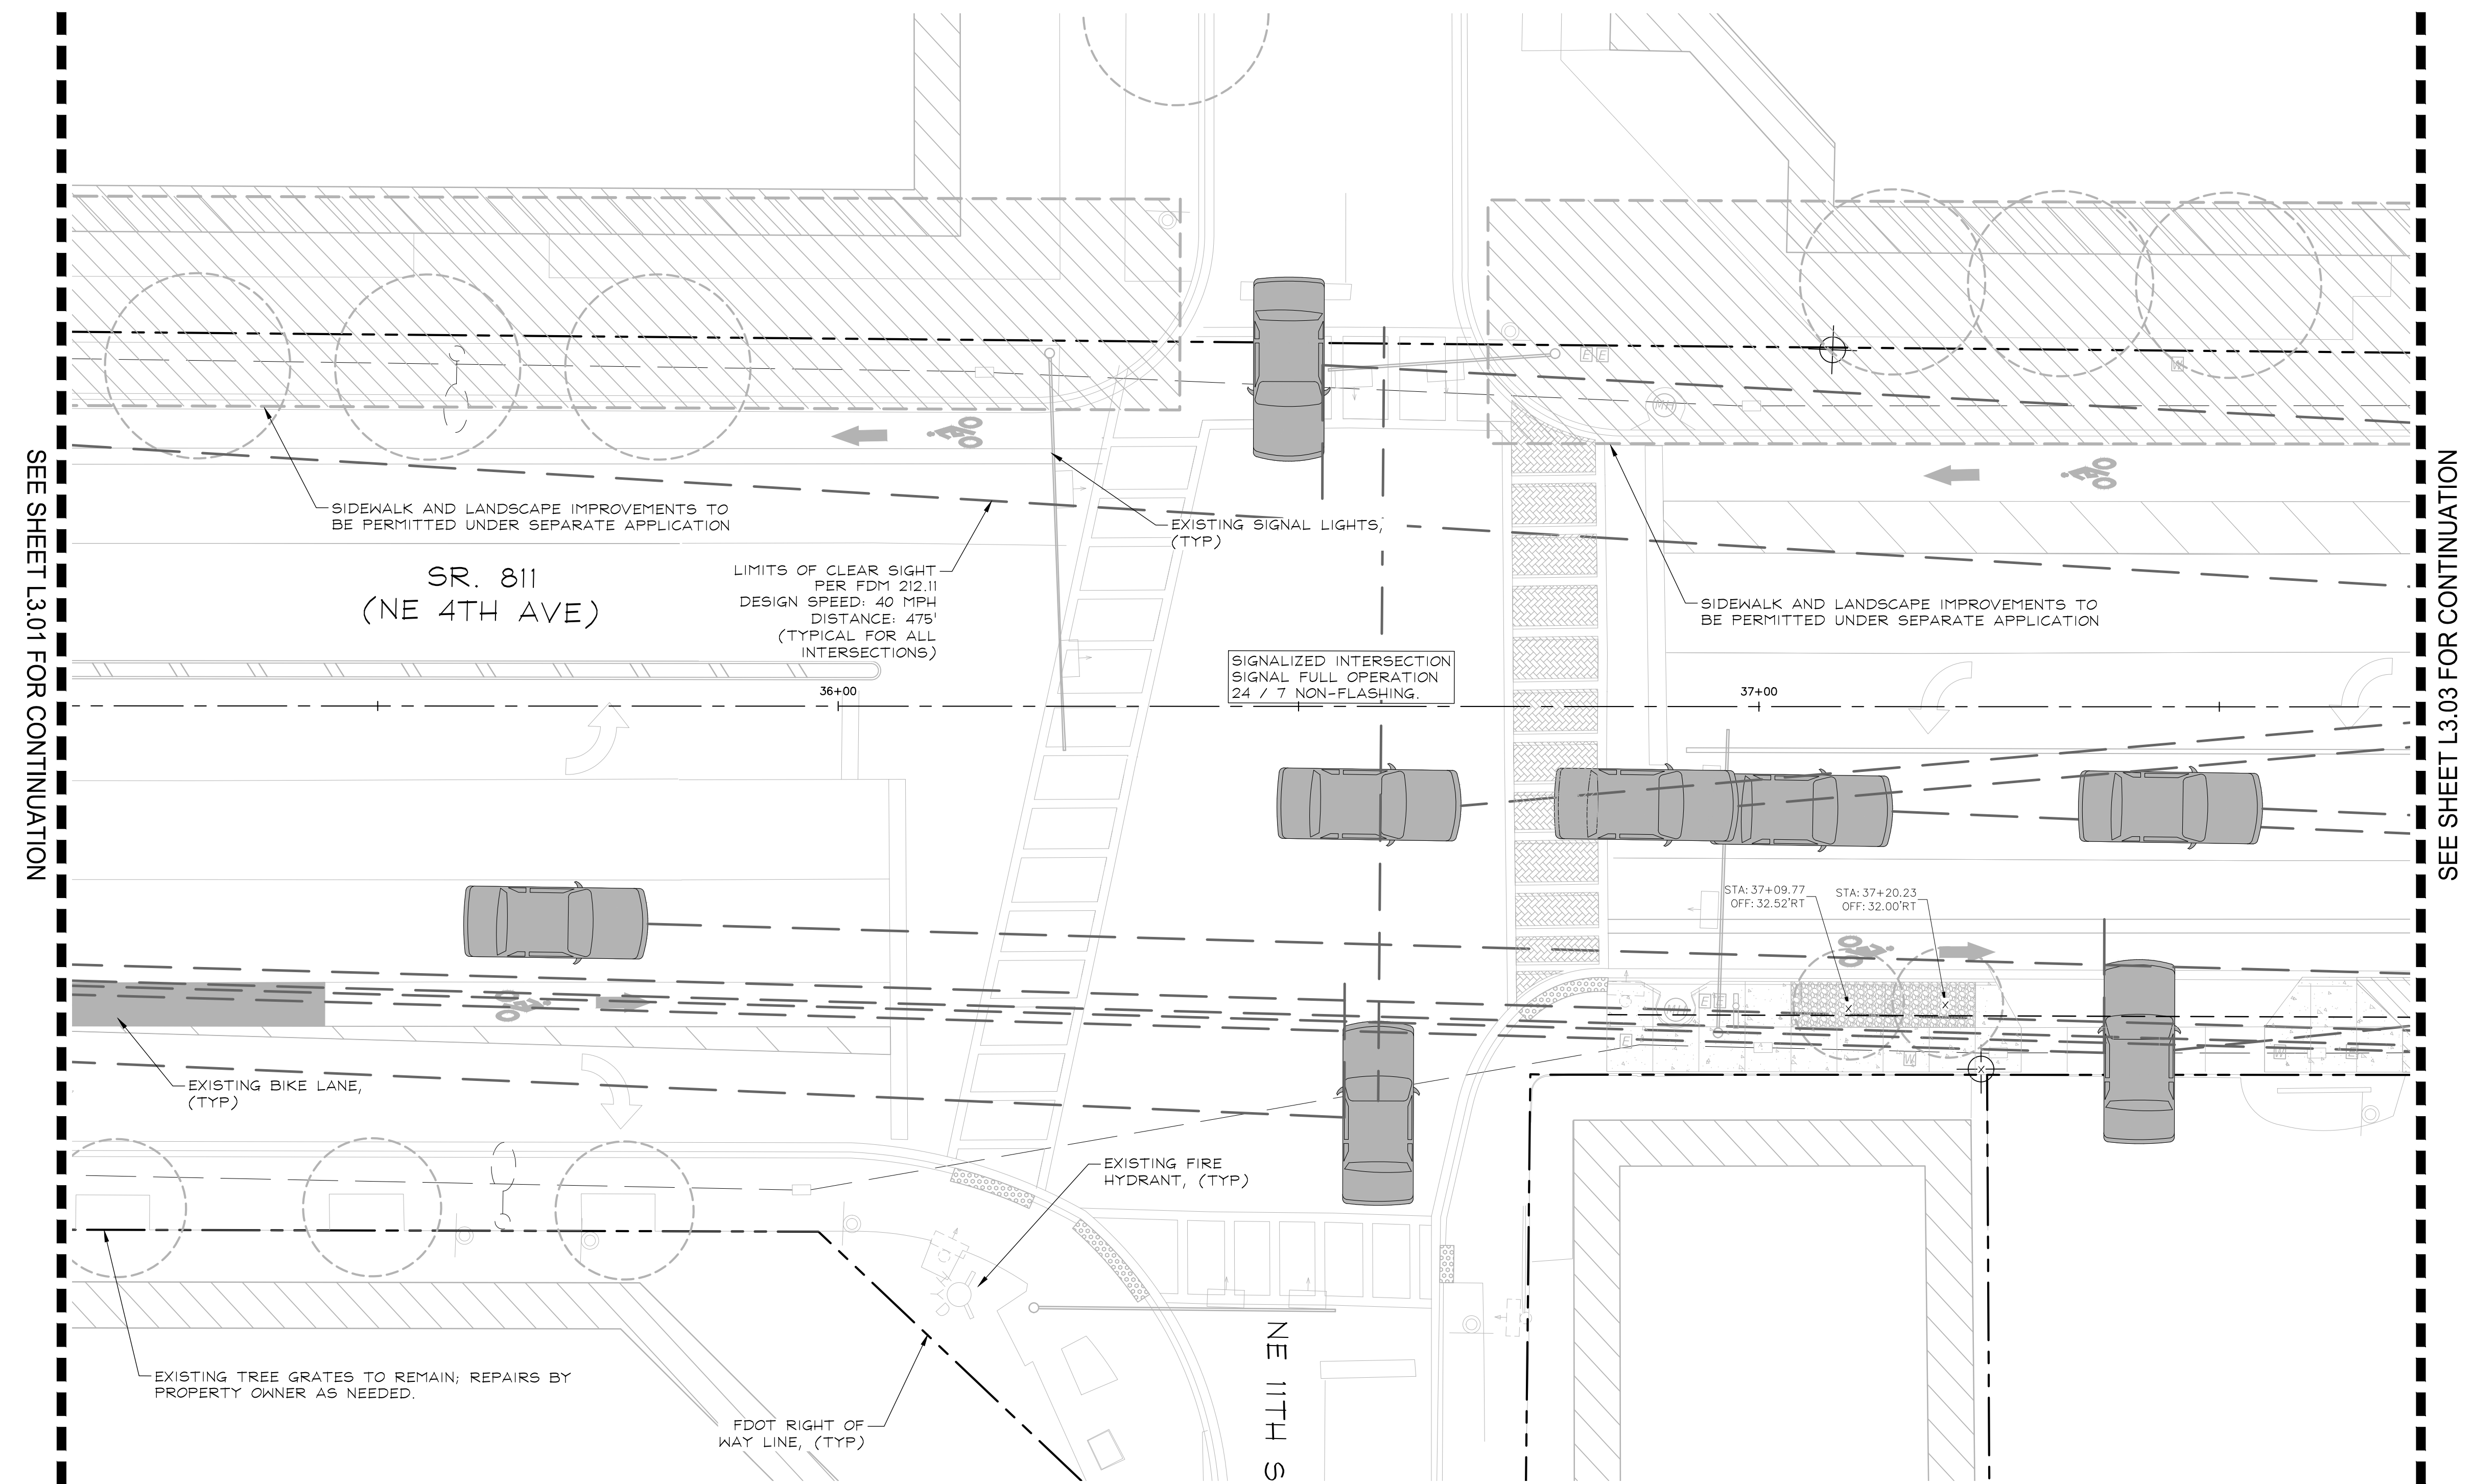 SEE SHEET L3.01 FOR CONTINUATION
SIDEWALK AND LANDSCAPE IMPROVEMENTS TO
BE PERMITTED UNDER SEPARATE APPLICATION
SR. 811
(NE 4TH AVE)
LIMITS OF CLEAR SIGHT
PER FDM 212.11
DESIGN SPEED: 40 MPH
DISTANCE: 475'
(TYPICAL FOR ALL
INTERSECTIONS)
EXISTING SIGNAL LIGHTS,
(TYP)
SIDEWALK AND LANDSCAPE IMPROVEMENTS TO
BE PERMITTED UNDER SEPARATE APPLICATION
SIGNALIZED INTERSECTION
SIGNAL FULL OPERATION
24 / 7 NON-FLASHING.
36+00
37+00
E E
MH
W
STA: 37+09.77
OFF: 32.52'RT
STA: 37+20.23
OFF: 32.00'RT
X
X
MH
E E
E
W
X
W
E
EXISTING BIKE LANE,
(TYP)
EXISTING FIRE
HYDRANT, (TYP)
EXISTING TREE GRATES TO REMAIN; REPAIRS BY
PROPERTY OWNER AS NEEDED.
FDOT RIGHT OF
WAY LINE, (TYP)
NE 11TH S
SEE SHEET L3.03 FOR CONTINUATION